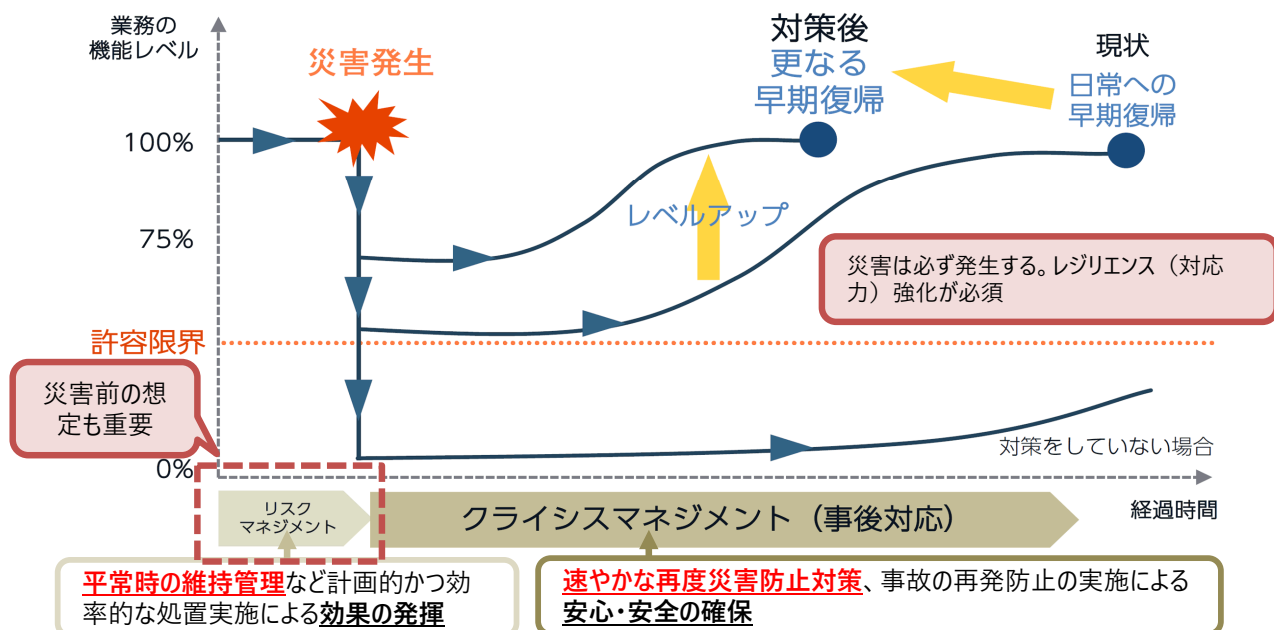 業務の
機能レベル
災害発生
対策後
更なる
早期復帰
現状
日常への
早期復帰
100%
レベルアップ
75%
災害は必ず発生する。レジリエンス（対応
力）強化が必須
許容限界
災害前の想
定も重要
対策をしていない場合
0%
リスク
マネジメント
クライシスマネジメント（事後対応）
経過時間
平常時の維持管理など計画的かつ効
率的な処置実施による効果の発揮
速やかな再度災害防止対策、事故の再発防止の実施による
安心・安全の確保